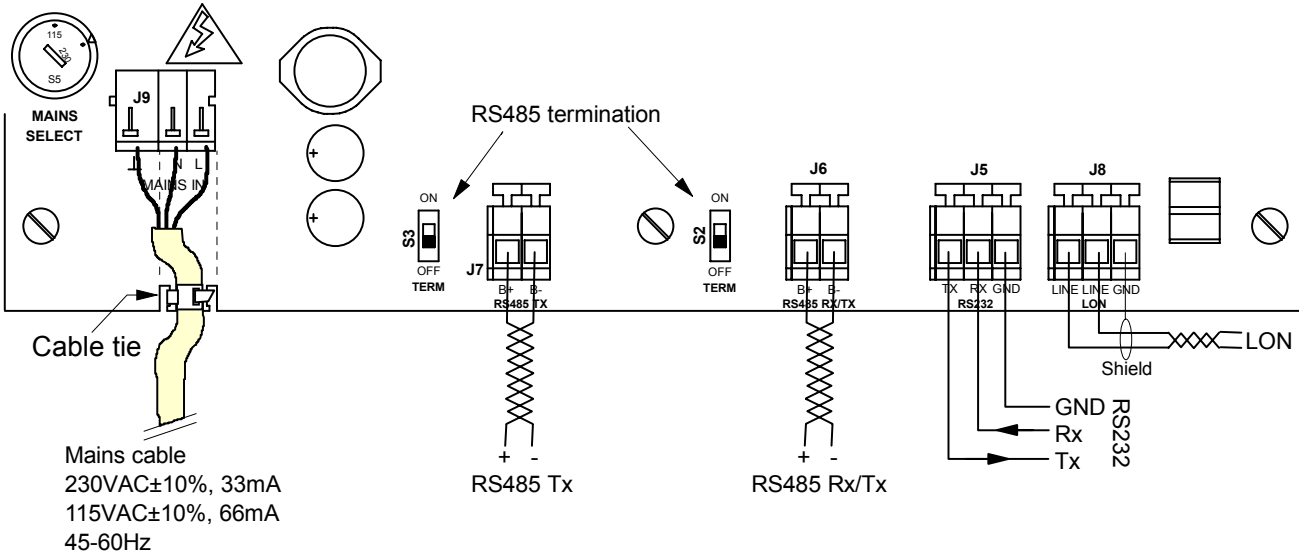 115
230
S5
MAINS
SELECT
J9
N L
MAINS IN
+
+
Cable tie
Mains cable
230VAC±10%, 33mA
115VAC±10%, 66mA
45-60Hz
RS485 termination
ON
S3
OFF
TERM
J7
B+ B-
RS485 TX
+ -
RS485 Tx
ON
S2
OFF
TERM
J6
B+ B-
RS485 RX/TX
+ -
RS485 Rx/Tx
J5
TX RX GND
RS232
J8
LINE LINE GND
LON
LON
Shield
GND
Rx
Tx
RS232